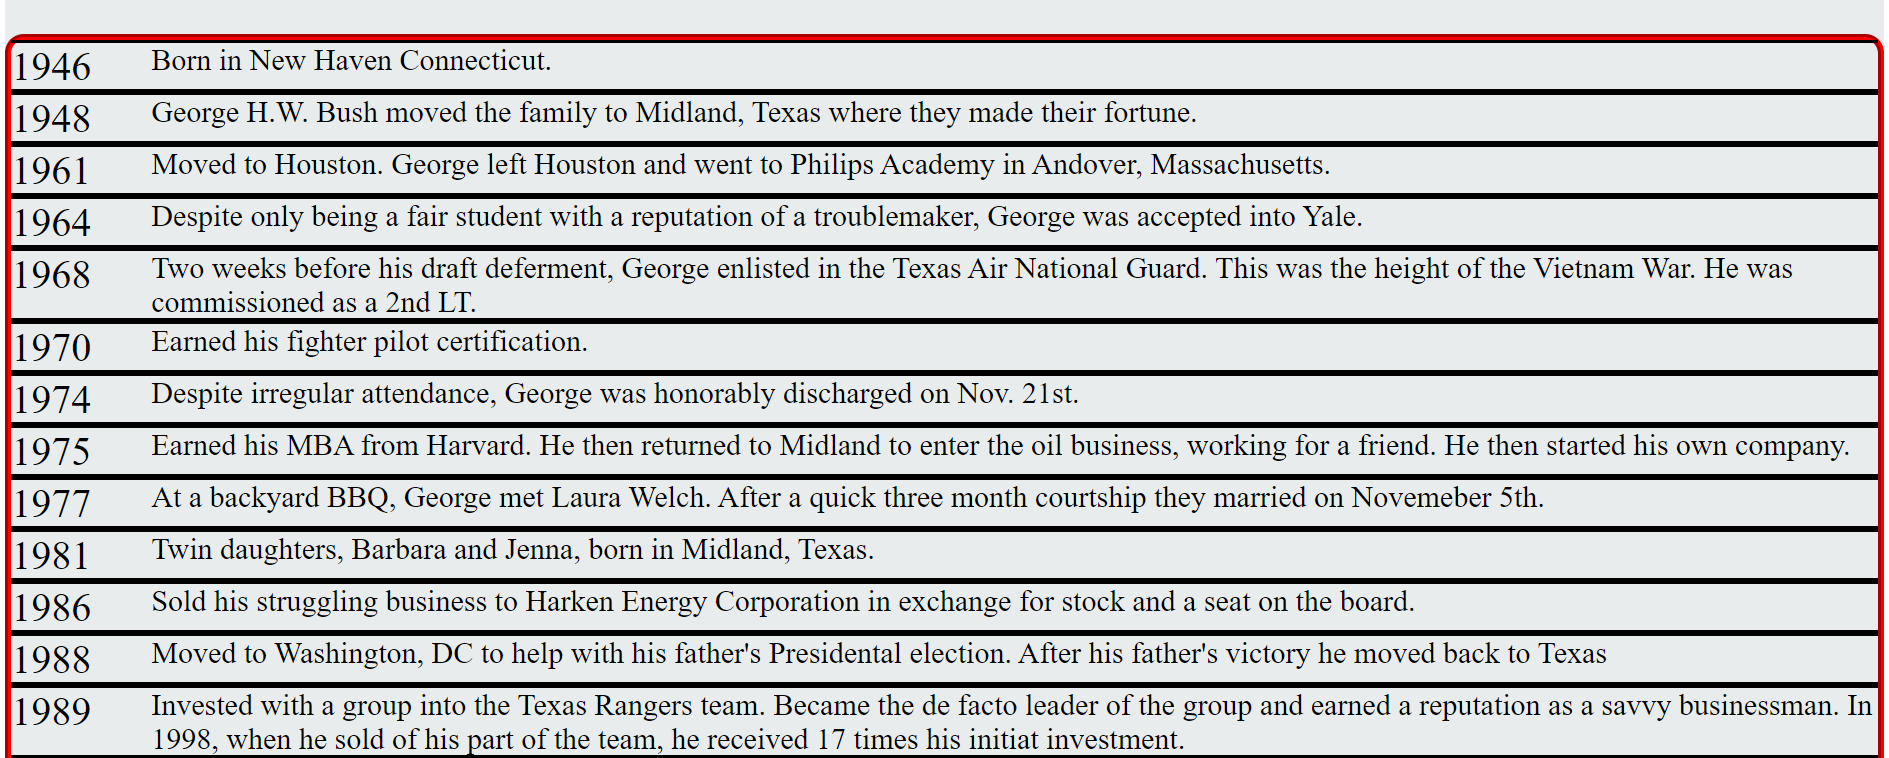 1946 Born in New Haven Connecticut.
1948 George H.W. Bush moved the family to Midland, Texas where they made their fortune.
1961 Moved to Houston. George left Houston and went to Philips Academy in Andover, Massachusetts.
1964 Despite only being a fair student with a reputation of a troublemaker, George was accepted into Yale.
1968 Two weeks before his draft deferment, George enlisted in the Texas Air National Guard. This was the height of the Vietnam War. He was
commissioned as a 2nd LT.
1970 Earned his fighter pilot certification.
1974 Despite irregular attendance, George was honorably discharged on Nov. 21st.
1975 Earned his MBA from Harvard. He then returned to Midland to enter the oil business, working for a friend. He then started his own company.
1977 At a backyard BBQ, George met Laura Welch. After a quick three month courtship they married on Novemeber 5th.
1981 Twin daughters, Barbara and Jenna, born in Midland, Texas.
1986 Sold his struggling business to Harken Energy Corporation in exchange for stock and a seat on the board.
1988 Moved to Washington, DC to help with his father's Presidental election. After his father's victory he moved back to Texas
1989 Invested with a group into the Texas Rangers team. Became the de facto leader of the group and earned a reputation as a savvy businessman. In
1998, when he sold of his part of the team, he received 17 times his initiat investment.